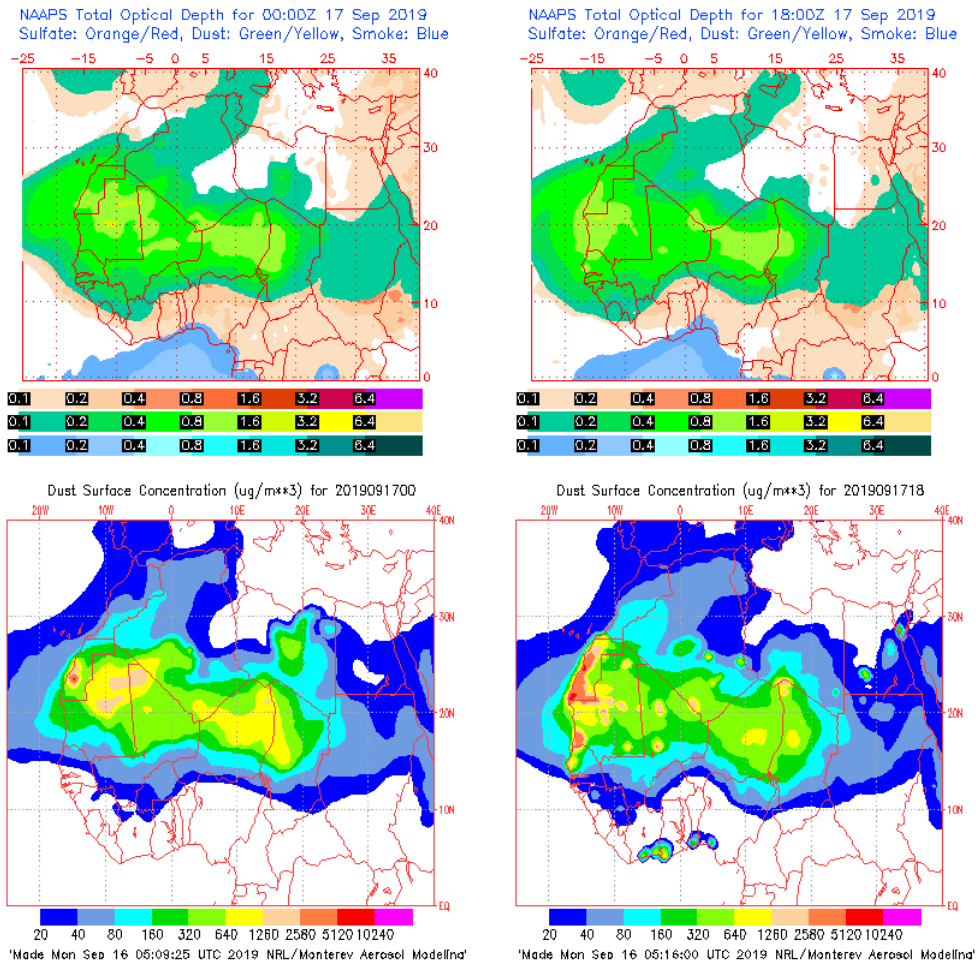 NAAPS Total Optical Depth for 00:00Z 17 Sep 2019
Sulfate: Orange/Red, Dust: Green/Yellow, Smoke: Blue
-25 -15 -5 0 5 15 25 35
40
30
20
10
0
0.1 0.2 0.4 0.8 1.6 3.2 6.4
0.1 0.2 0.4 0.8 1.6 3.2 6.4
0.1 0.2 0.4 0.8 1.6 3.2 6.4
NAAPS Total Optical Depth for 18:00Z 17 Sep 2019
Sulfate: Orange/Red, Dust: Green/Yellow, Smoke: Blue
-25 -15 -5 0 5 15 25 35
40
30
20
10
0
0.1 0.2 0.4 0.8 1.6 3.2 6.4
0.1 0.2 0.4 0.8 1.6 3.2 6.4
0.1 0.2 0.4 0.8 1.6 3.2 6.4
Dust Surface Concentration (ug/m**3) for 2019091700
20W 10W 0 10E 20E 30E 40E
40N
30N
20N
10N
EQ
20 40 80 160 320 640 1260 2580 5120 10240
'Made Mon Sep 16 05:09:25 UTC 2019 NRL/Monterey Aerosol Modeling'
Dust Surface Concentration (ug/m**3) for 2019091718
20W 10W 0 10E 20E 30E 40E
40N
30N
20N
10N
EQ
20 40 80 160 320 640 1260 2580 5120 10240
'Made Mon Sep 16 05:16:00 UTC 2019 NRL/Monterey Aerosol Modeling'